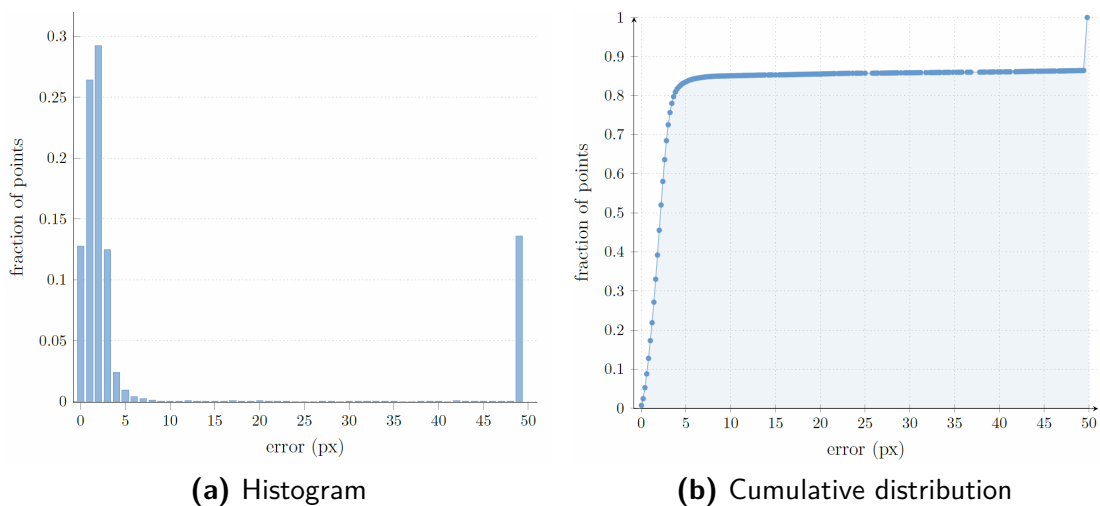 0.3
0.25
0.2
0.15
0.1
0.05
0
0 5 10 15 20 25 30 35 40 45 50
error (px)
fraction of points
(a) Histogram
1
0.9
0.8
0.7
0.6
0.5
0.4
0.3
0.2
0.1
0
0 5 10 15 20 25 30 35 40 45 50
error (px)
fraction of points
(b) Cumulative distribution